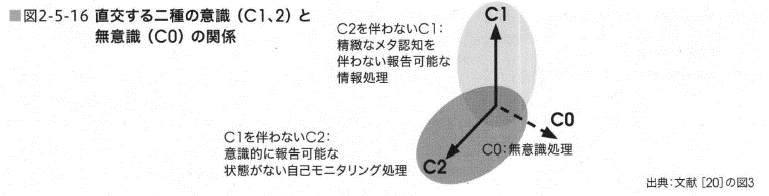 ■図2-5-16 直交する二種の意識(C1、2)と
無意識(C0)の関係
C2を伴わないC1:
精緻なメタ認知を
伴わない報告可能な
情報処理
C1
C0
C0:無意識処理
C1を伴わないC2:
意識的に報告可能な
状態がない自己モニタリング処理
C2
出典:文献[20]の図3